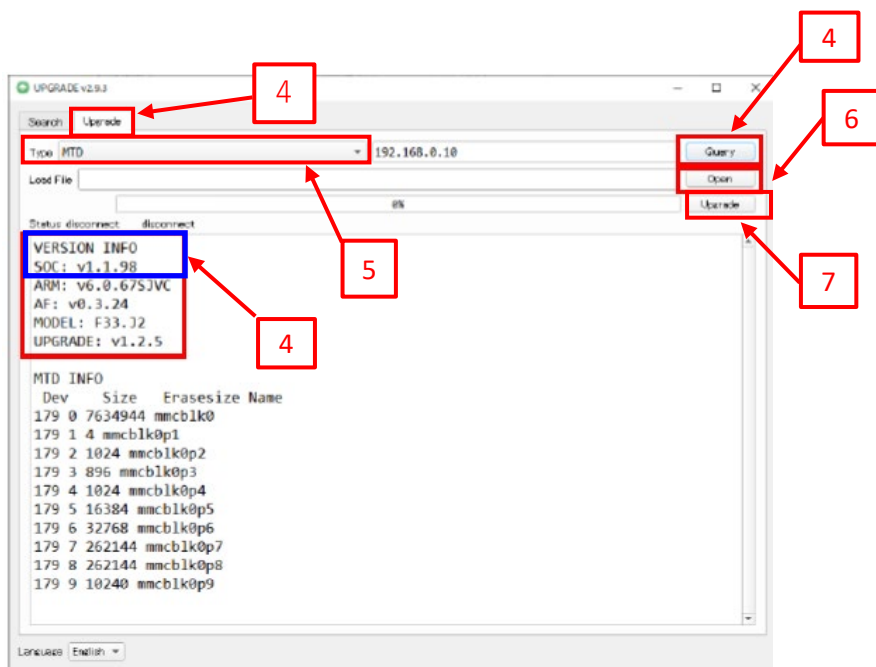 4
UPGRADE v2.9.3
4
6
Search Upgrade
Type MTD 192.168.0.10 Query
Load File Open
0% Upgrade
Status disconnect disconnect
VERSION INFO
SOC: v1.1.98
ARM: v6.0.67SJVC
AF: v0.3.24
MODEL: F33.J2
UPGRADE: v1.2.5
5
7
4
MTD INFO
Dev Size Erasesize Name
179 0 7634944 mmcblk0
179 1 4 mmcblk0p1
179 2 1024 mmcblk0p2
179 3 896 mmcblk0p3
179 4 1024 mmcblk0p4
179 5 16384 mmcblk0p5
179 6 32768 mmcblk0p6
179 7 262144 mmcblk0p7
179 8 262144 mmcblk0p8
179 9 10240 mmcblk0p9
Language English